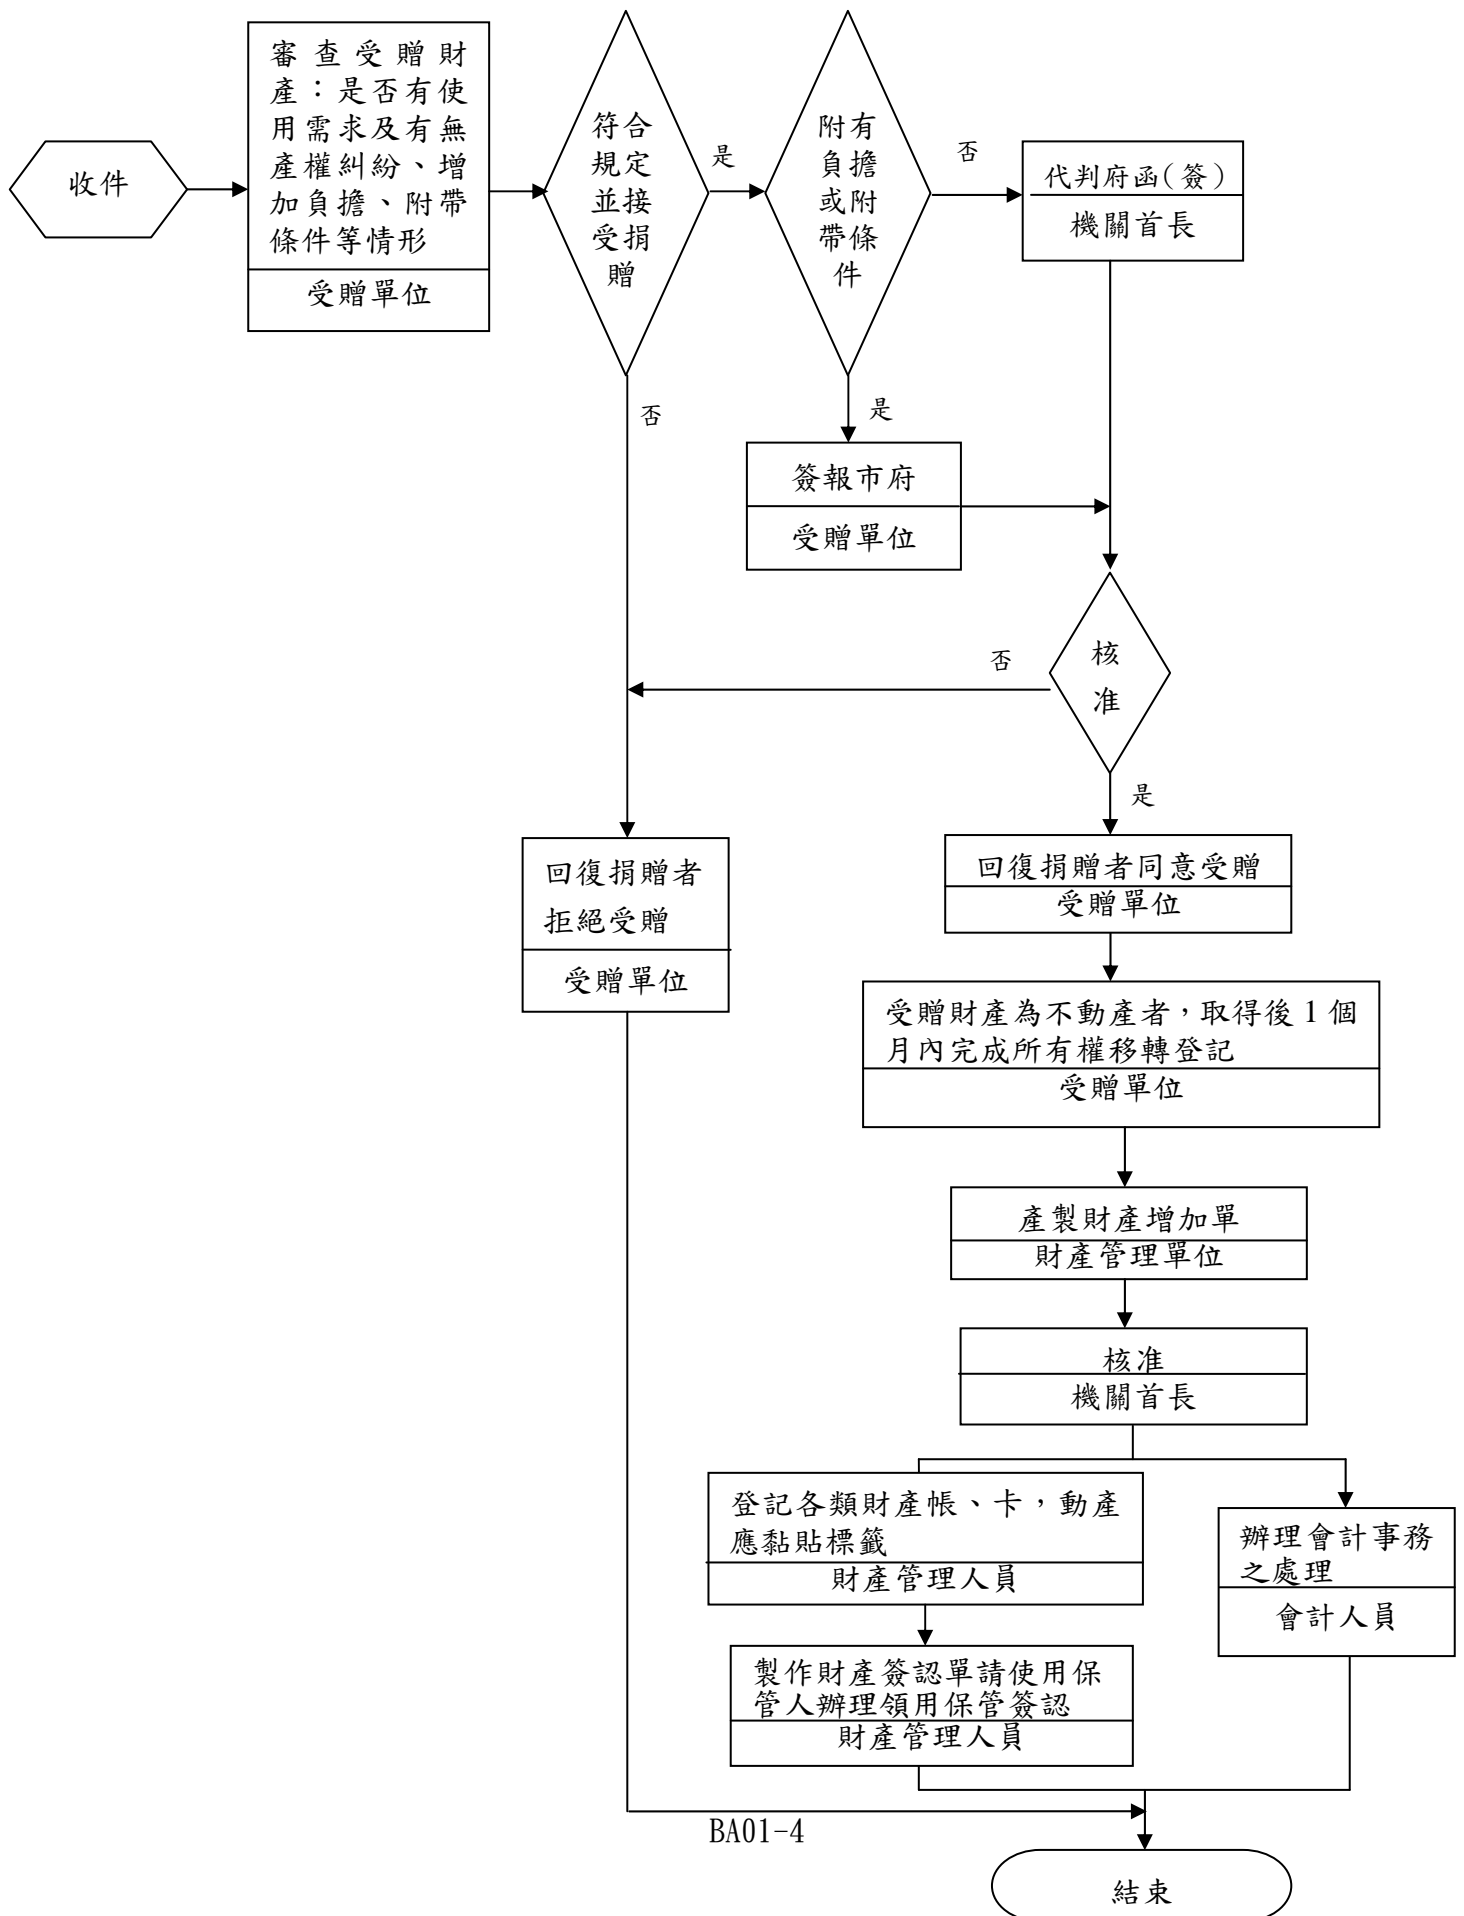 收件
審查受贈財
產：是否有使
用需求及有無
產權糾紛、增
加負擔、附帶
條件等情形
受贈單位
符合
規定
並接
受捐
贈
是
附有
負擔
或附
帶條
件
否
代判府函(簽)
機關首長
否
是
簽報市府
受贈單位
核
准
否
是
回復捐贈者
拒絕受贈
受贈單位
回復捐贈者同意受贈
受贈單位
受贈財產為不動產者，取得後1個
月內完成所有權移轉登記
受贈單位
產製財產增加單
財產管理單位
核准
機關首長
登記各類財產帳、卡，動產
應黏貼標籤
財產管理人員
辦理會計事務
之處理
會計人員
製作財產簽認單請使用保
管人辦理領用保管簽認
財產管理人員
BA01-4
結束